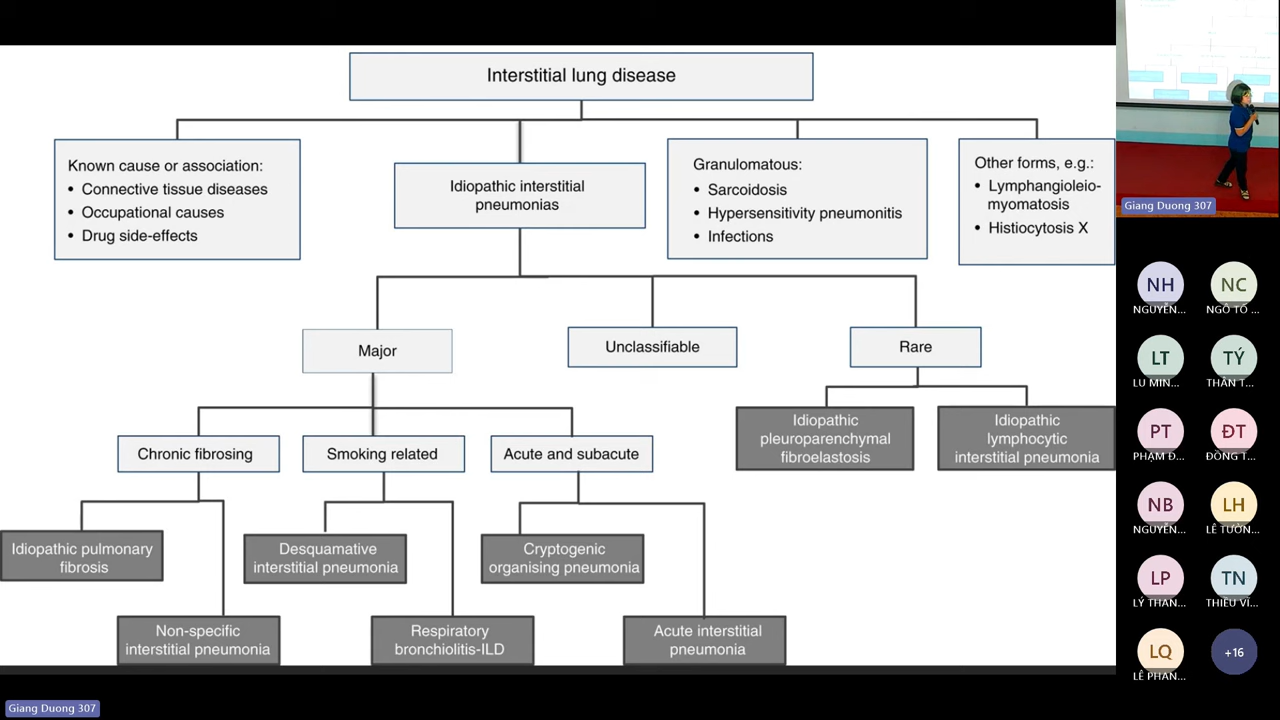 Interstitial lung disease
Known cause or association:
• Connective tissue diseases
• Occupational causes
• Drug side-effects
Idiopathic interstitial
pneumonias
Granulomatous:
• Sarcoidosis
• Hypersensitivity pneumonitis
• Infections
Other forms, e.g.:
• Lymphangioleio-
myomatosis
• Histiocytosis X
Major
Unclassifiable
Rare
Idiopathic
pleuroparenchymal
fibroelastosis
Idiopathic
lymphocytic
interstitial pneumonia
Chronic fibrosing
Smoking related
Acute and subacute
Idiopathic pulmonary
fibrosis
Desquamative
interstitial pneumonia
Cryptogenic
organising pneumonia
Non-specific
interstitial pneumonia
Respiratory
bronchiolitis-ILD
Acute interstitial
pneumonia
Giang Duong 307
NH
NGUYỄN...
NC
NGÔ TỐ ...
LT
LU MIN...
TÝ
THÂN T...
PT
PHẠM Đ...
ĐT
ĐỒNG T...
NB
NGUYỄN...
LH
LÊ TƯỜN...
LP
LÝ THAN...
TN
THIỀU VĨ...
LQ
LÊ PHAN...
+16
Giang Duong 307